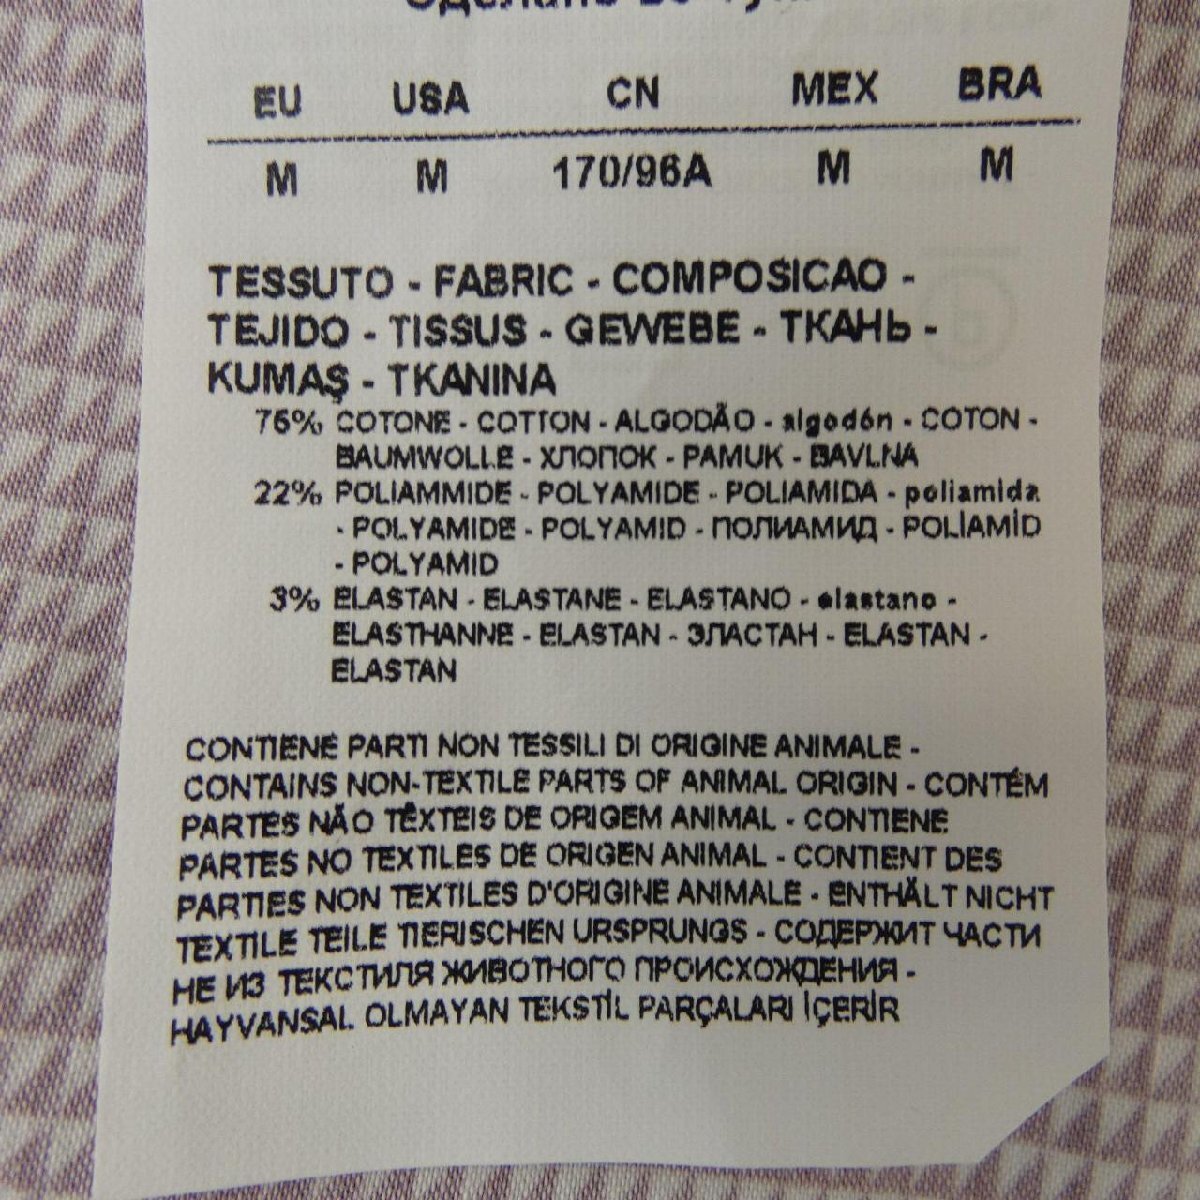 EU USA CN MEX BRA
M M 170/96A M M
TESSUTO - FABRIC - COMPOSICAO -
TEJIDO - TISSUS - GEWEBE - ТКАНЬ -
KUMAŞ - TKANINA
75% COTONE - COTTON - ALGODÃO - algodón - COTON -
BAUMWOLLE - ХЛОПОК - PAMUK - BAVLNA
22% POLIAMMIDE - POLYAMIDE - POLIAMIDA - poliamida
- POLYAMIDE - POLYAMID - ПОЛИАМИД - POLİAMİD
- POLYAMID
3% ELASTAN - ELASTANE - ELASTANO - elastano -
ELASTHANNE - ELASTAN - ЭЛАСТАН - ELASTAN -
ELASTAN
CONTIENE PARTI NON TESSILI DI ORIGINE ANIMALE -
CONTAINS NON-TEXTILE PARTS OF ANIMAL ORIGIN - CONTÉM
PARTES NÃO TÊXTEIS DE ORIGEM ANIMAL - CONTIENE
PARTES NO TEXTILES DE ORIGEN ANIMAL - CONTIENT DES
PARTIES NON TEXTILES D'ORIGINE ANIMALE - ENTHÄLT NICHT
TEXTILE TEILE TIERISCHEN URSPRUNGS - СОДЕРЖИТ ЧАСТИ
НЕ ИЗ ТЕКСТИЛЯ ЖИВОТНОГО ПРОИСХОЖДЕНИЯ -
HAYVANSAL OLMAYAN TEKSTİL PARÇALARI İÇERİR